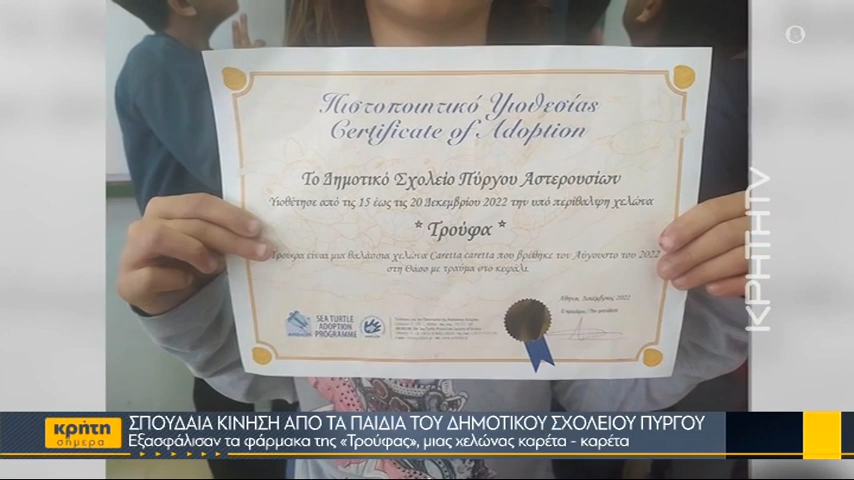 Πιστοποιητικό Υιοθεσίας
Certificate of Adoption
Το Δημοτικό Σχολείο Πύργου Αστερουσίων
Υιοθέτησε από τις 15 έως τις 20 Δεκεμβρίου 2022 την υπό περίθαλψη χελώνα
* Τρούφα *
Τρούφα είναι μια θαλάσσια χελώνα Caretta caretta που βρέθηκε τον Αύγουστο του 2022
στη Θάσο με τραύμα στο κεφάλι.
Αθήνα, Δεκέμβριος, 2022
SEA TURTLE
ADOPTION
PROGRAMME
ΚΡΗΤΗ TV
κρήτη
σήμερα
ΣΠΟΥΔΑΙΑ ΚΙΝΗΣΗ ΑΠΟ ΤΑ ΠΑΙΔΙΑ ΤΟΥ ΔΗΜΟΤΙΚΟΥ ΣΧΟΛΕΙΟΥ ΠΥΡΓΟΥ
Εξασφάλισαν τα φάρμακα της «Τρούφας», μιας χελώνας καρέτα - καρέτα